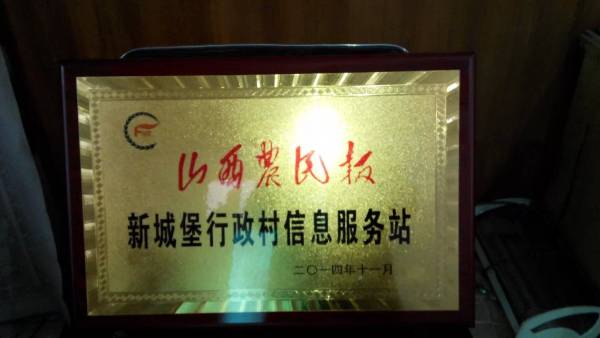 山西农民报
新城堡行政村信息服务站
二〇一四年十一月